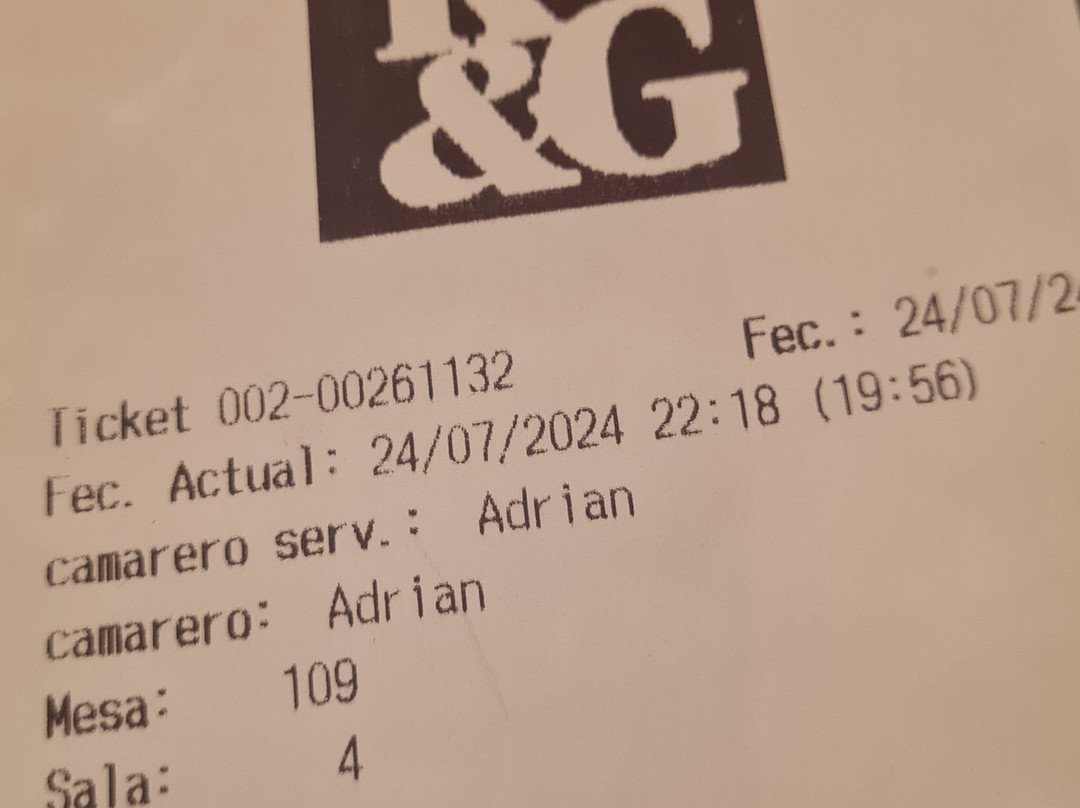 &G
Fec.: 24/07/2
Ticket 002-00261132
Fec. Actual: 24/07/2024 22:18 (19:56)
camarero serv.: Adrian
camarero: Adrian
Mesa: 109
Sala: 4